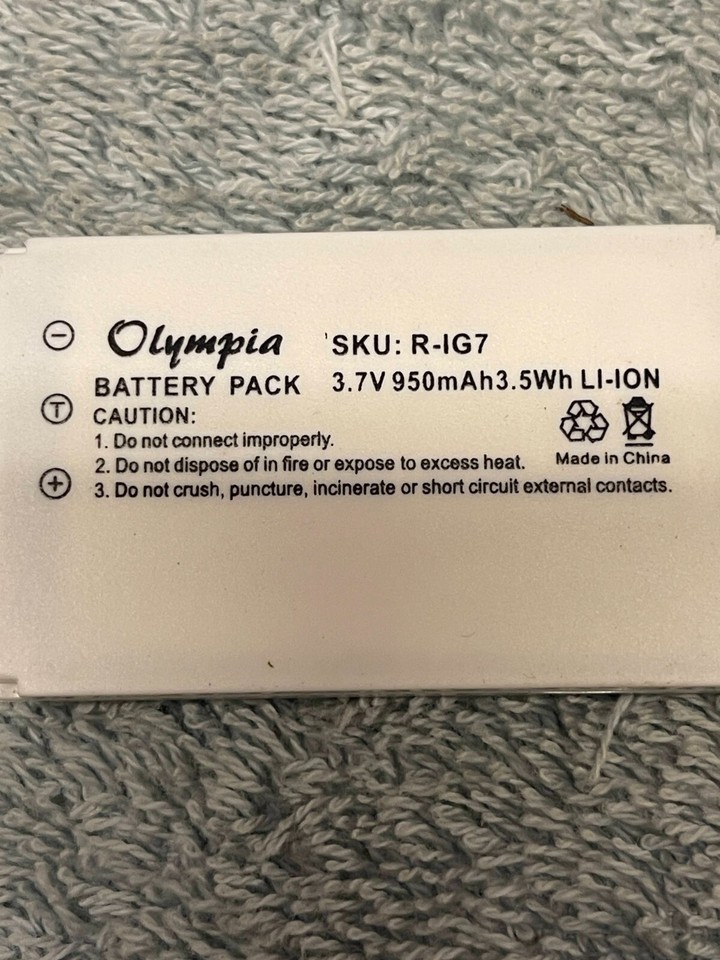 Olympia SKU: R-IG7
BATTERY PACK 3.7V 950mAh3.5Wh LI-ION
T CAUTION:
1. Do not connect improperly.
2. Do not dispose of in fire or expose to excess heat. Made in China
3. Do not crush, puncture, incinerate or short circuit external contacts.